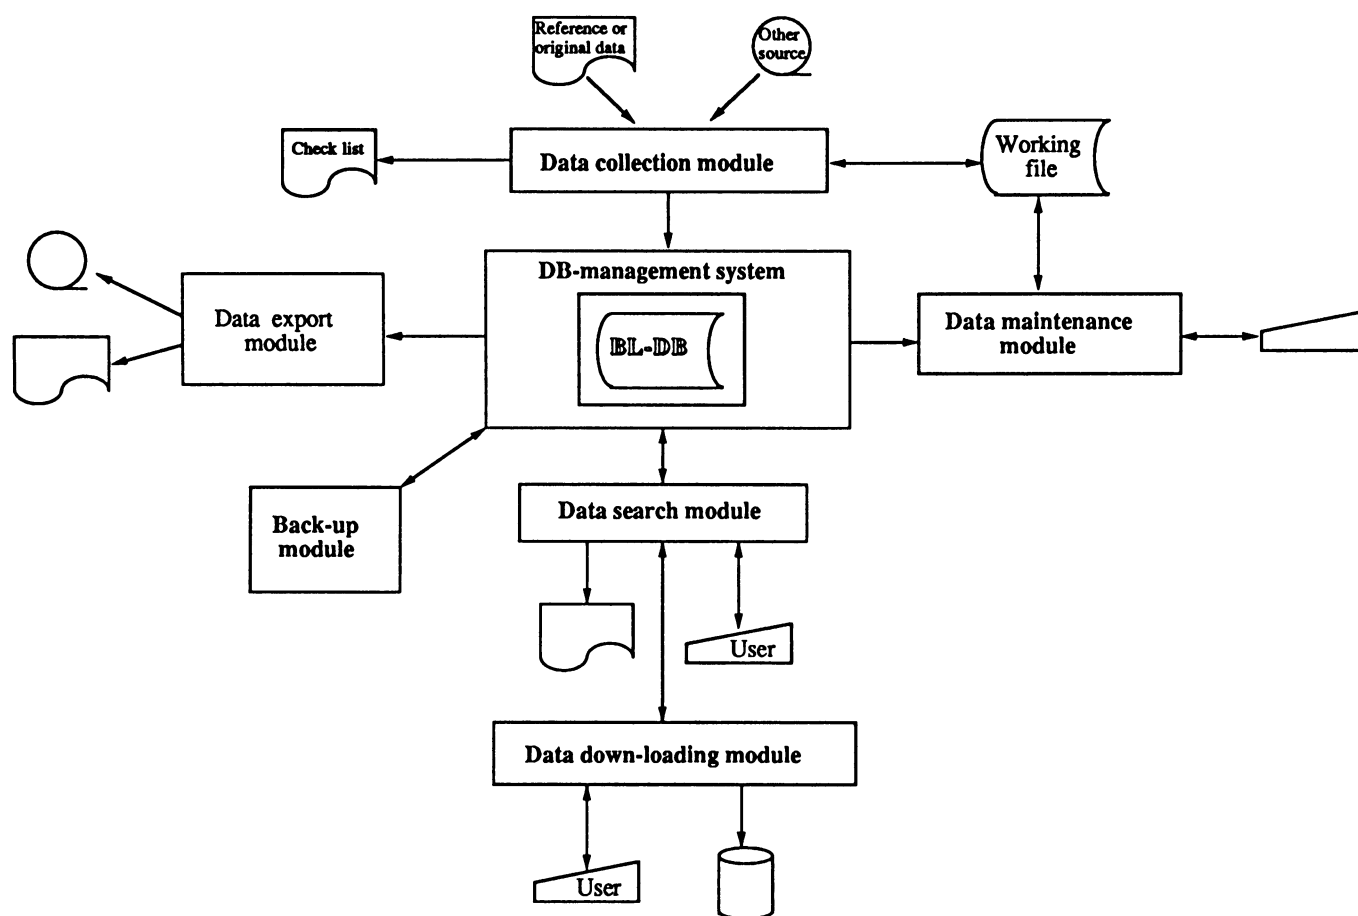 Reference or
original data
Other
source
Check list
Data collection module
Working
file
DB-management system
BL-DB
Data export
module
Data maintenance
module
Back-up
module
Data search module
User
Data down-loading module
User